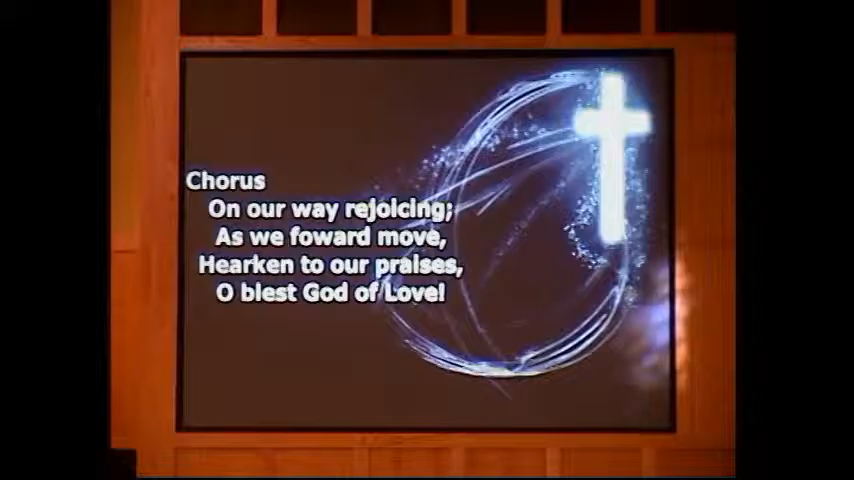 Chorus
On our way rejoicing;
As we foward move,
Hearken to our praises,
O blest God of Love!